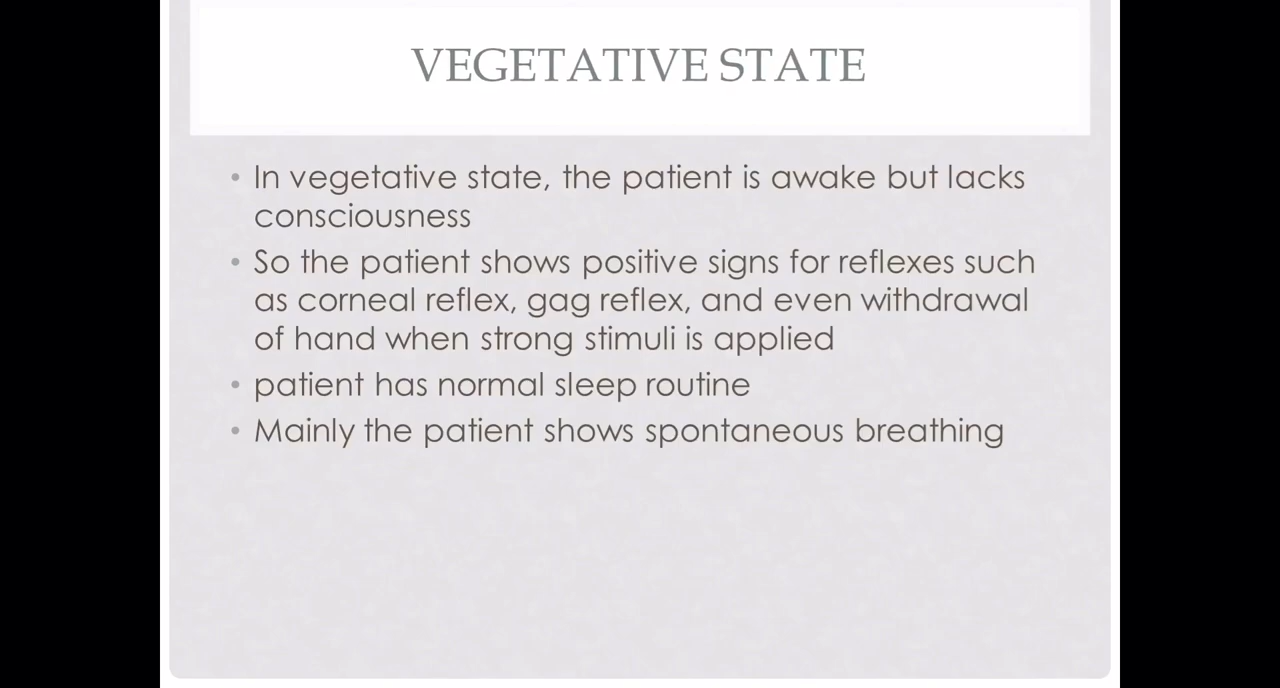 VEGETATIVE STATE
• In vegetative state, the patient is awake but lacks
consciousness
• So the patient shows positive signs for reflexes such
as corneal reflex, gag reflex, and even withdrawal
of hand when strong stimuli is applied
• patient has normal sleep routine
• Mainly the patient shows spontaneous breathing